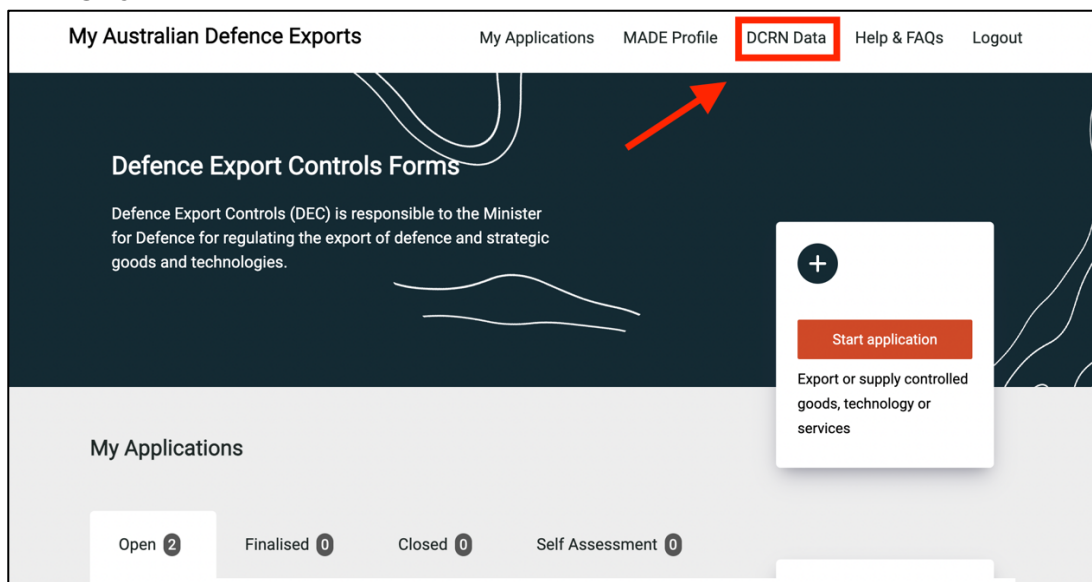 My Australian Defence Exports My Applications MADE Profile DCRN Data Help & FAQs Logout
Defence Export Controls Forms
Defence Export Controls (DEC) is responsible to the Minister
for Defence for regulating the export of defence and strategic
goods and technologies.
Start application
Export or supply controlled
goods, technology or
services
My Applications
Open 2 Finalised 0 Closed 0 Self Assessment 0